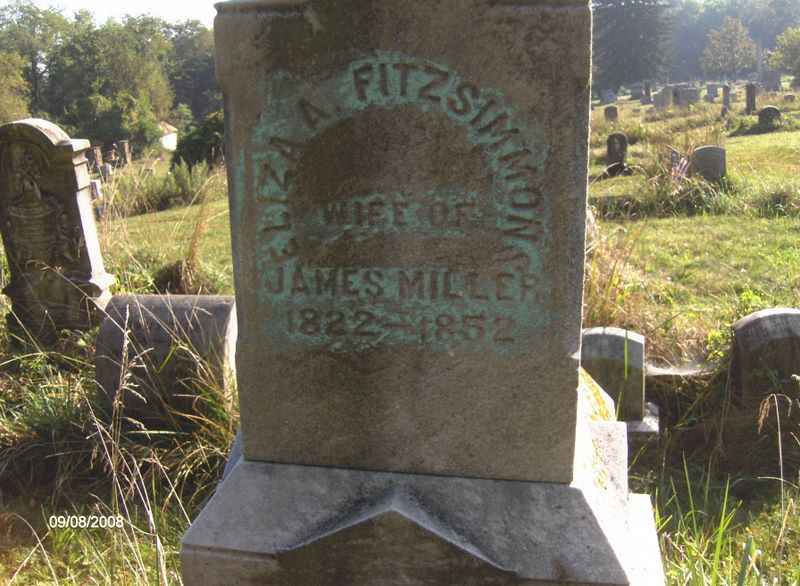 ELIZA A. FITZSIMMONS
WIFE OF
JAMES MILLER.
1822–1852
09/08/2008